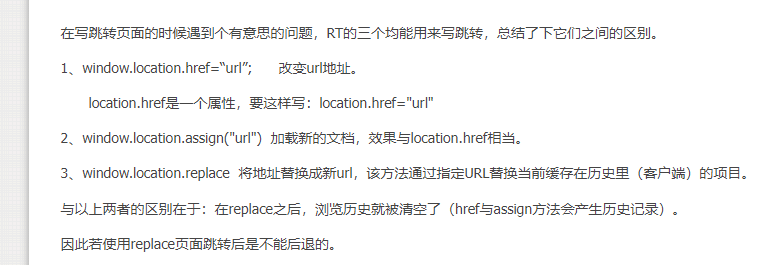 在写跳转页面的时候遇到个有意思的问题，RT的三个均能用来写跳转，总结了下它们之间的区别。
1、window.location.href=“url”; 改变url地址。
location.href是一个属性，要这样写：location.href="url"
2、window.location.assign("url") 加载新的文档，效果与location.href相当。
3、window.location.replace 将地址替换成新url，该方法通过指定URL替换当前缓存在历史里（客户端）的项目。
与以上两者的区别在于：在replace之后，浏览历史就被清空了（href与assign方法会产生历史记录）。
因此若使用replace页面跳转后是不能后退的。